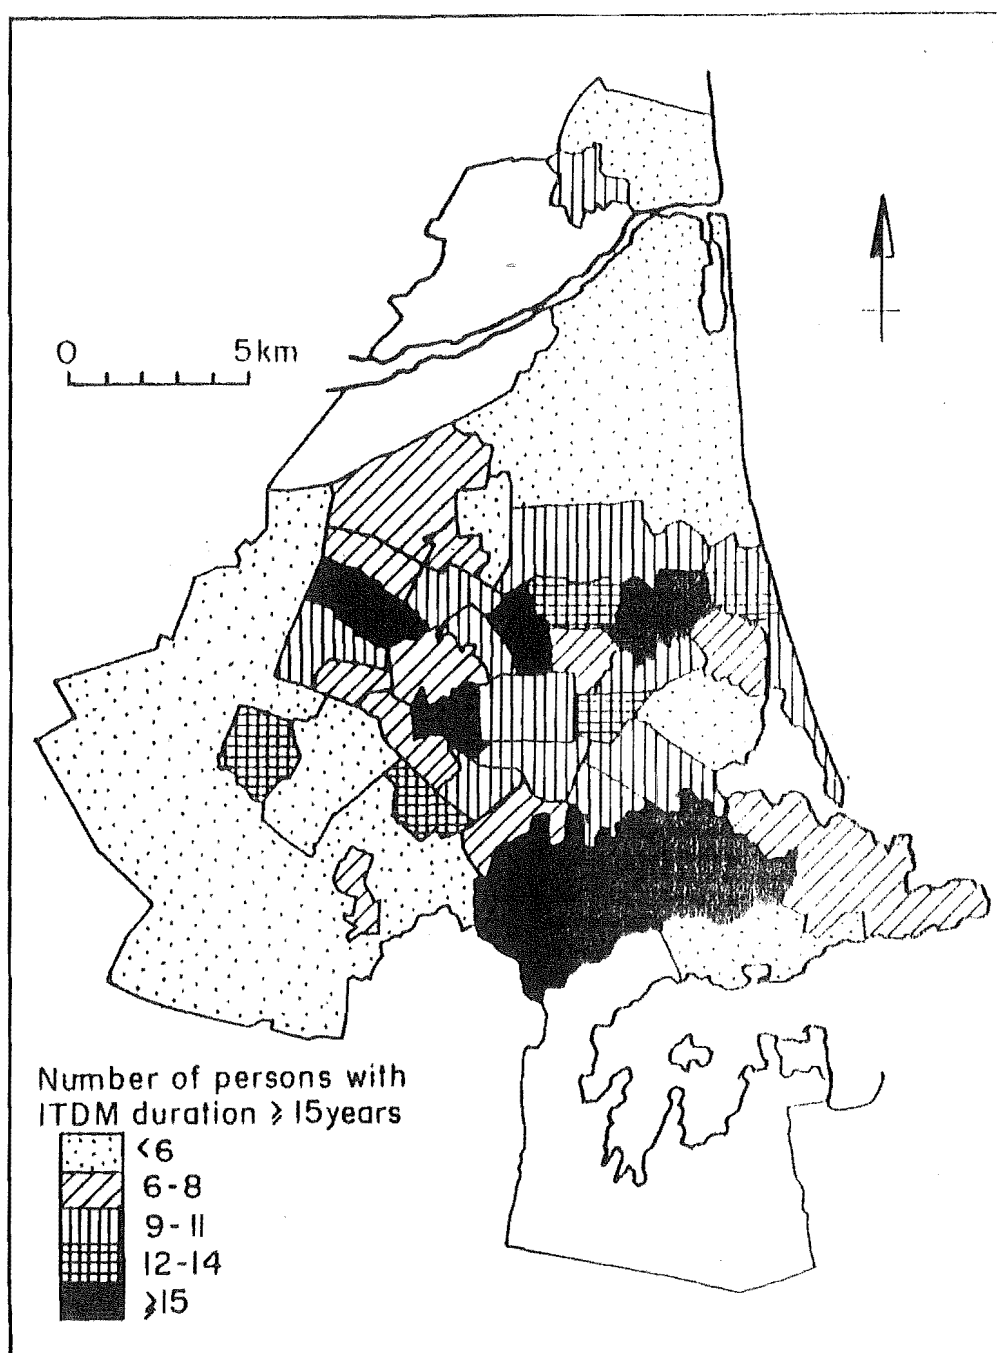 0 5km
Number of persons with
ITDM duration ≥ 15years
<6
6-8
9-11
12-14
≥15